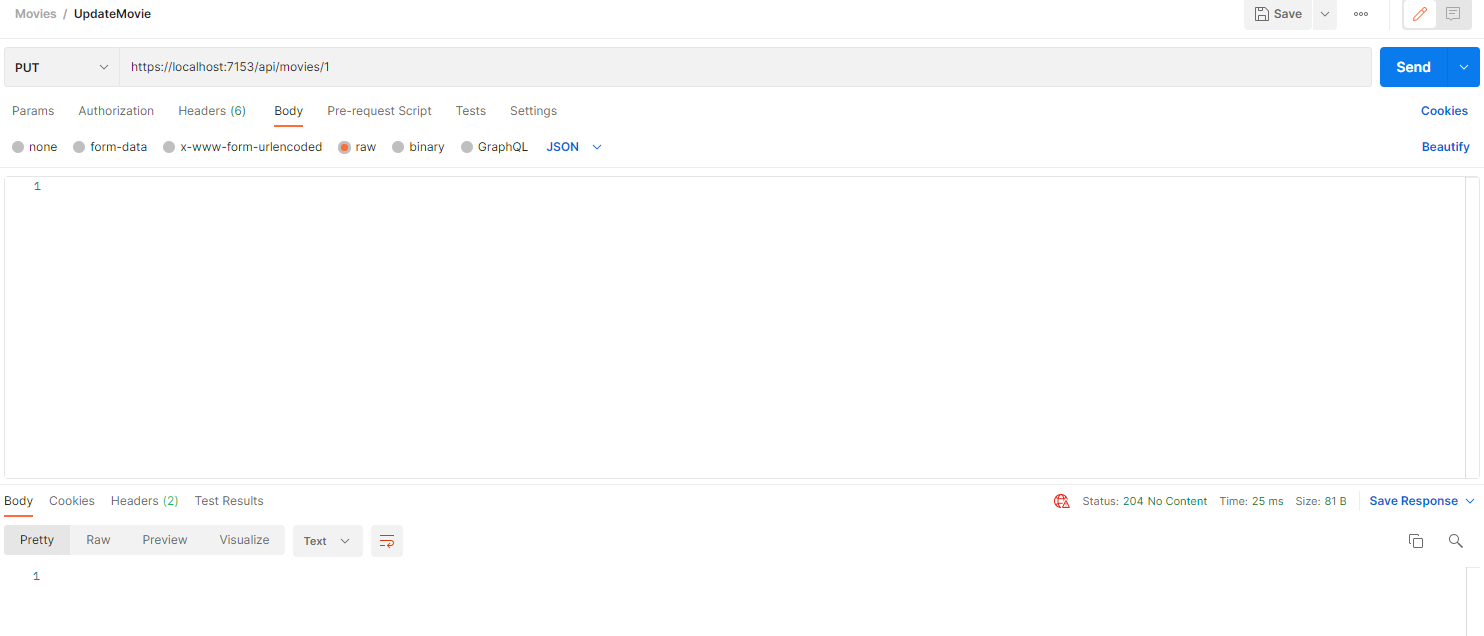 Movies / UpdateMovie
Save
PUT
https://localhost:7153/api/movies/1
Send
Params Authorization Headers (6) Body Pre-request Script Tests Settings Cookies
none form-data x-www-form-urlencoded raw binary GraphQL JSON Beautify
1
Body Cookies Headers (2) Test Results Status: 204 No Content Time: 25 ms Size: 81 B Save Response
Pretty Raw Preview Visualize Text
1